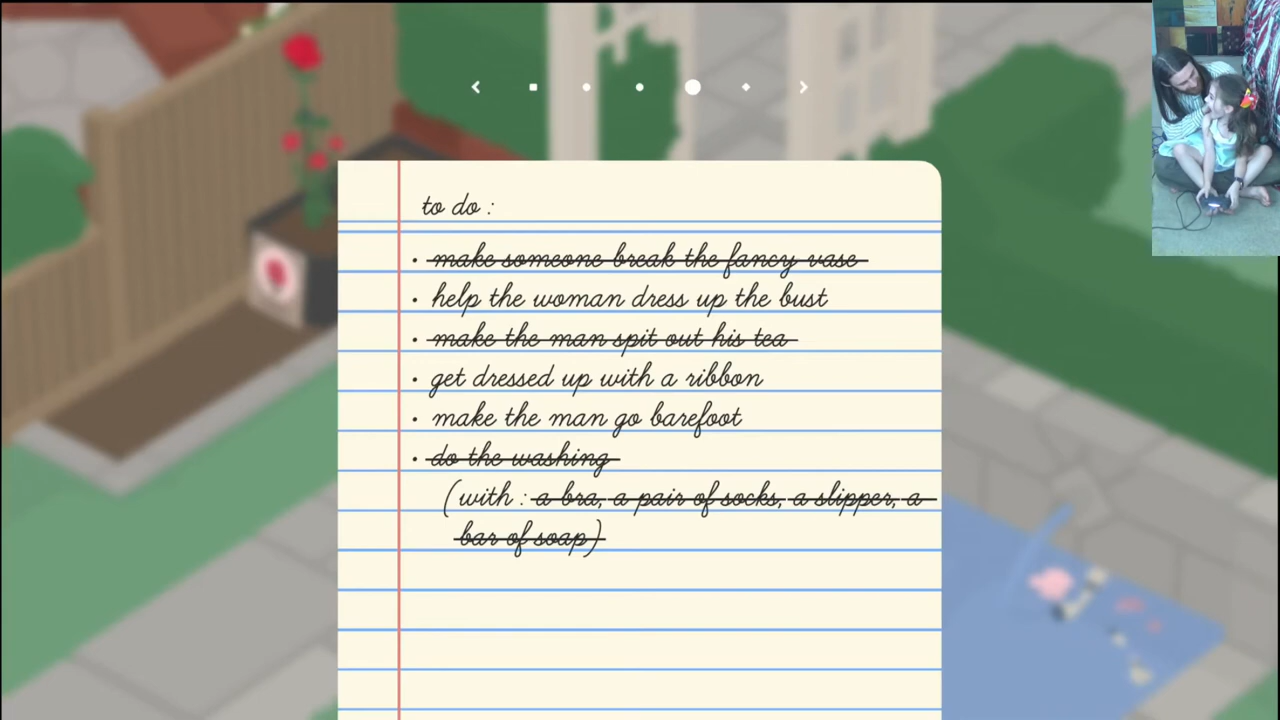 to do :
• make someone break the fancy vase
• help the woman dress up the bust
• make the man spit out his tea
• get dressed up with a ribbon
• make the man go barefoot
• do the washing
(with : a bra, a pair of socks, a slipper, a
bar of soap)